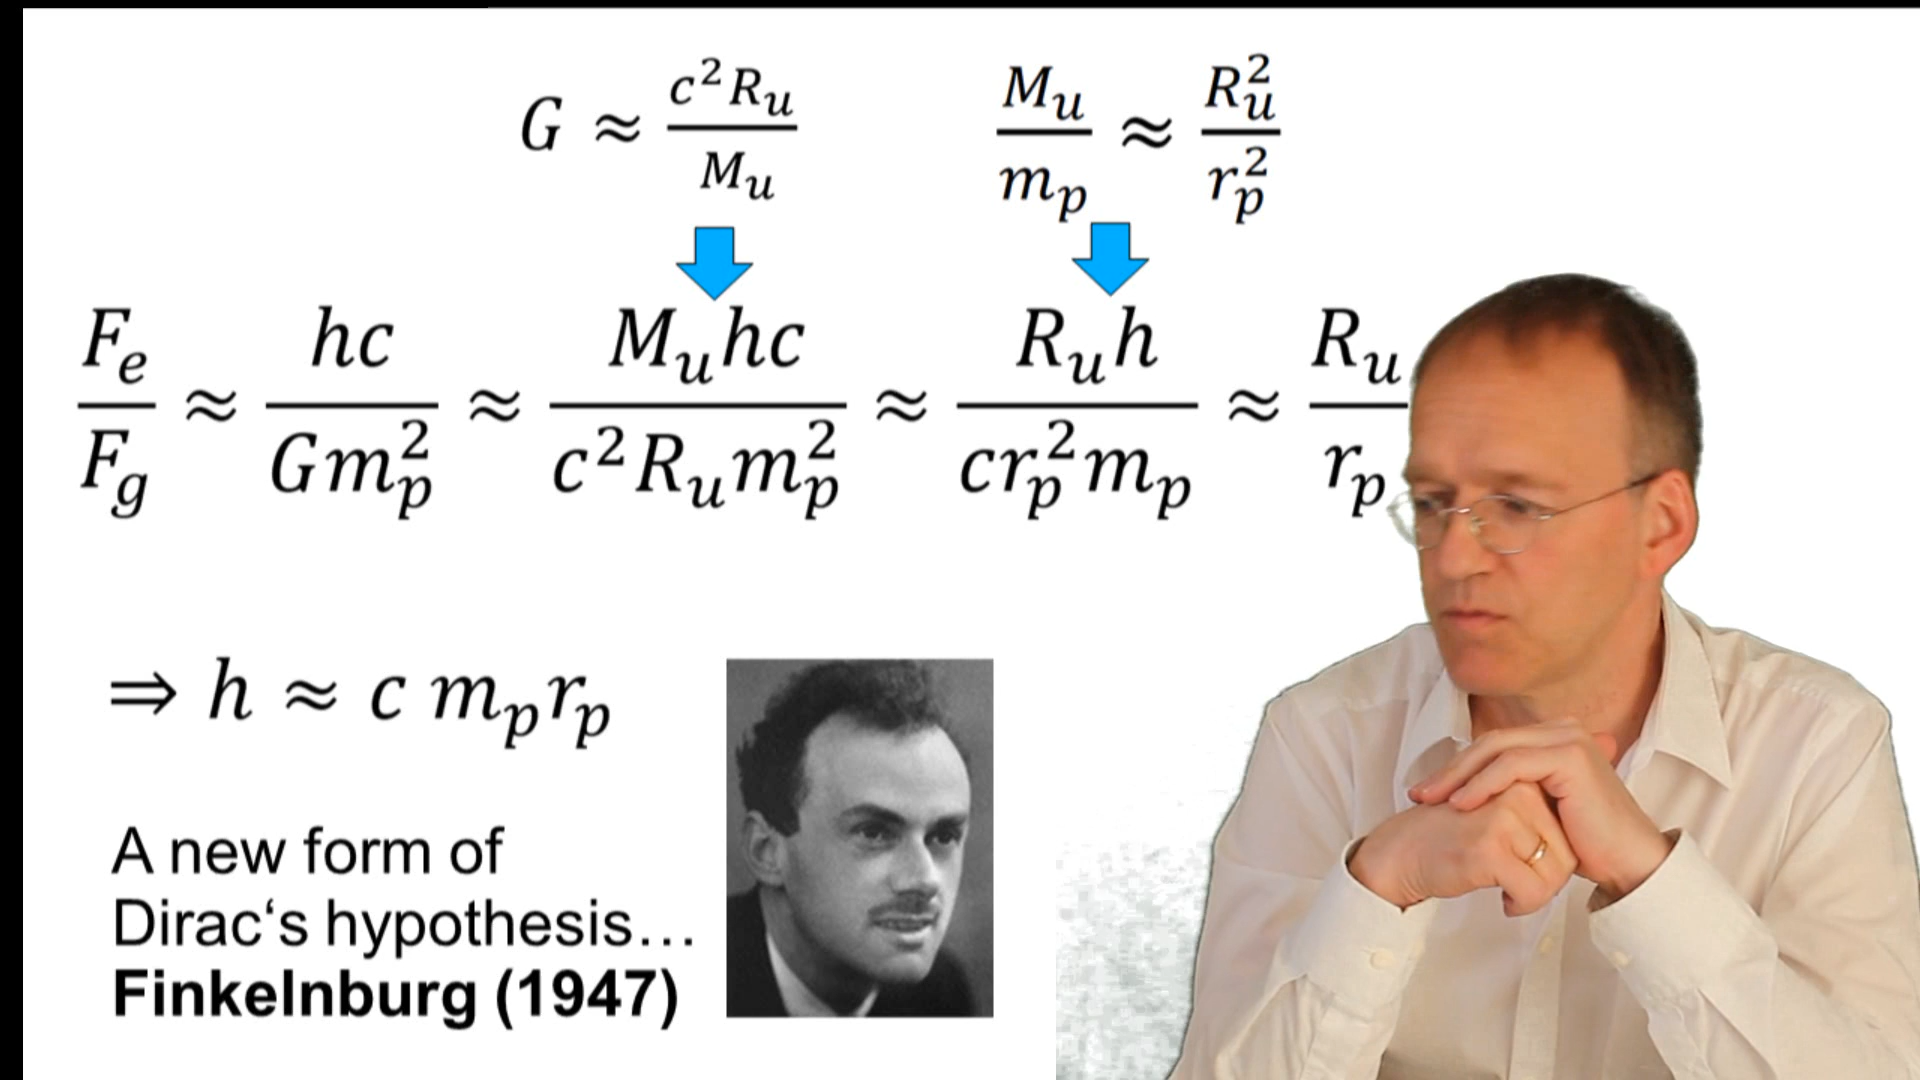 G ≈ c²R_u / M_u
M_u / m_p ≈ R_u² / r_p²
F_e / F_g ≈ hc / Gm_p² ≈ M_u hc / c²R_u m_p² ≈ R_u h / cr_p² m_p ≈ R_u / r_p
⇒ h ≈ c m_p r_p
A new form of
Dirac‘s hypothesis…
Finkelnburg (1947)